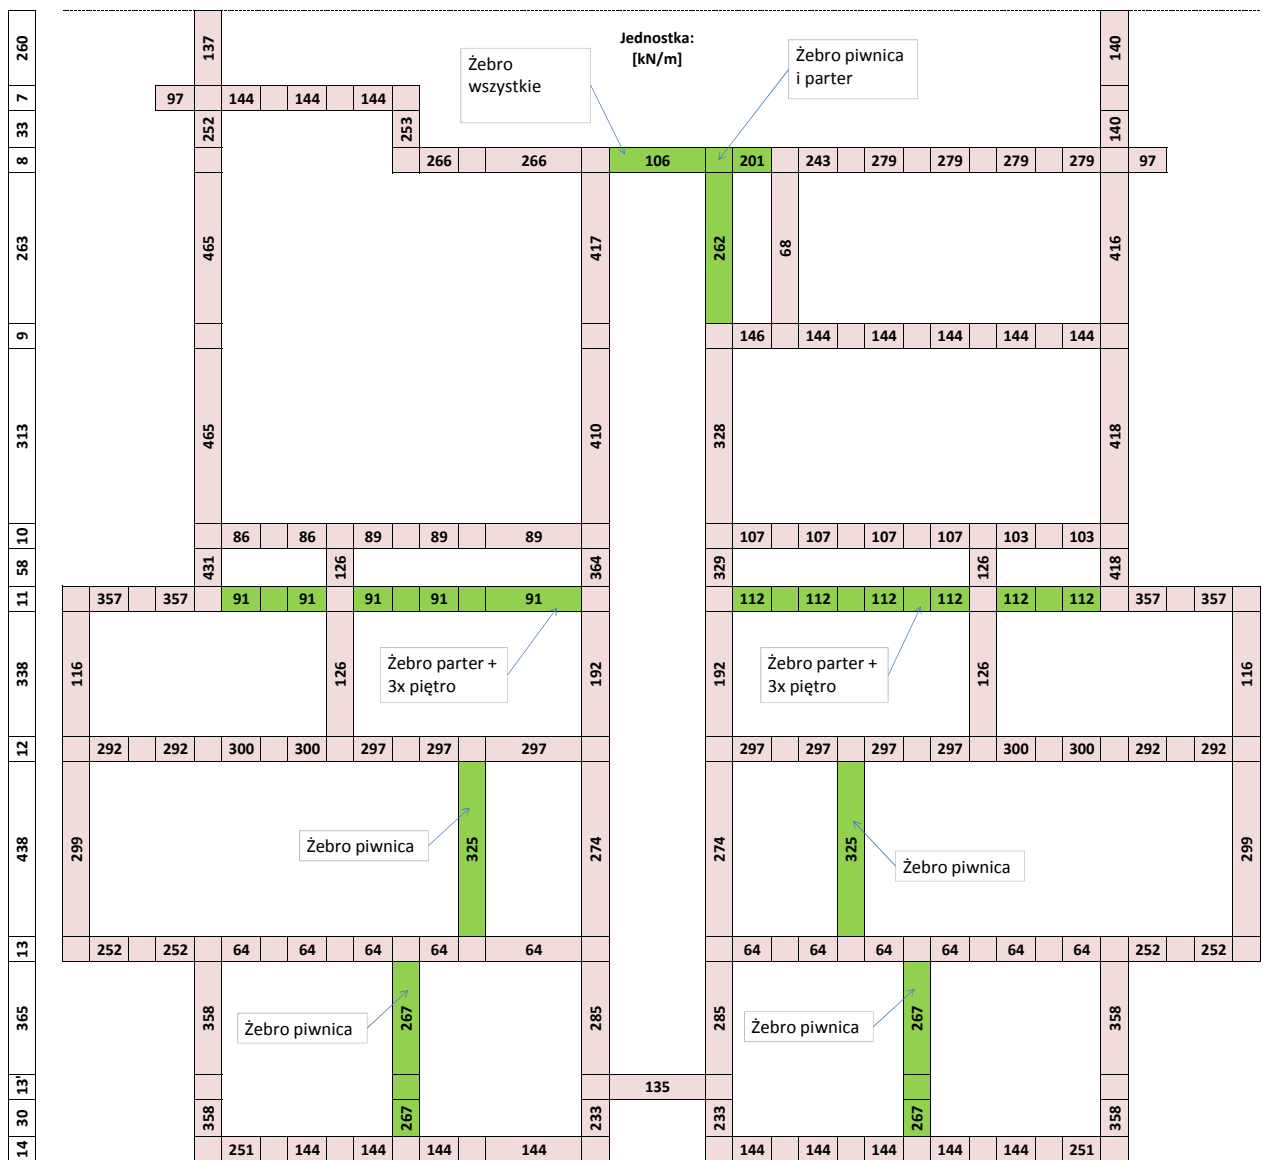 260 137 140
Jednostka:
[kN/m]
Żebro
wszystkie
Żebro piwnica
i parter
7 97 144 144 144
33 252 253 140
8 266 266 106 201 243 279 279 279 279 97
263 465 417 262 68 416
9 146 144 144 144 144 144
313 465 410 328 418
10 86 86 89 89 89 107 107 107 107 103 103
58 431 126 364 329 126 418
11 357 357 91 91 91 91 91 112 112 112 112 112 112 357 357
338 116 126 192 192 126 116
Żebro parter +
3x piętro
Żebro parter +
3x piętro
12 292 292 300 300 297 297 297 297 297 297 297 300 300 292 292
438 299 325 274 274 325 299
Żebro piwnica
Żebro piwnica
13 252 252 64 64 64 64 64 64 64 64 64 64 64 252 252
365 358 267 285 285 267 358
Żebro piwnica
Żebro piwnica
13' 135
30 358 267 233 233 267 358
14 251 144 144 144 144 144 144 144 144 144 251